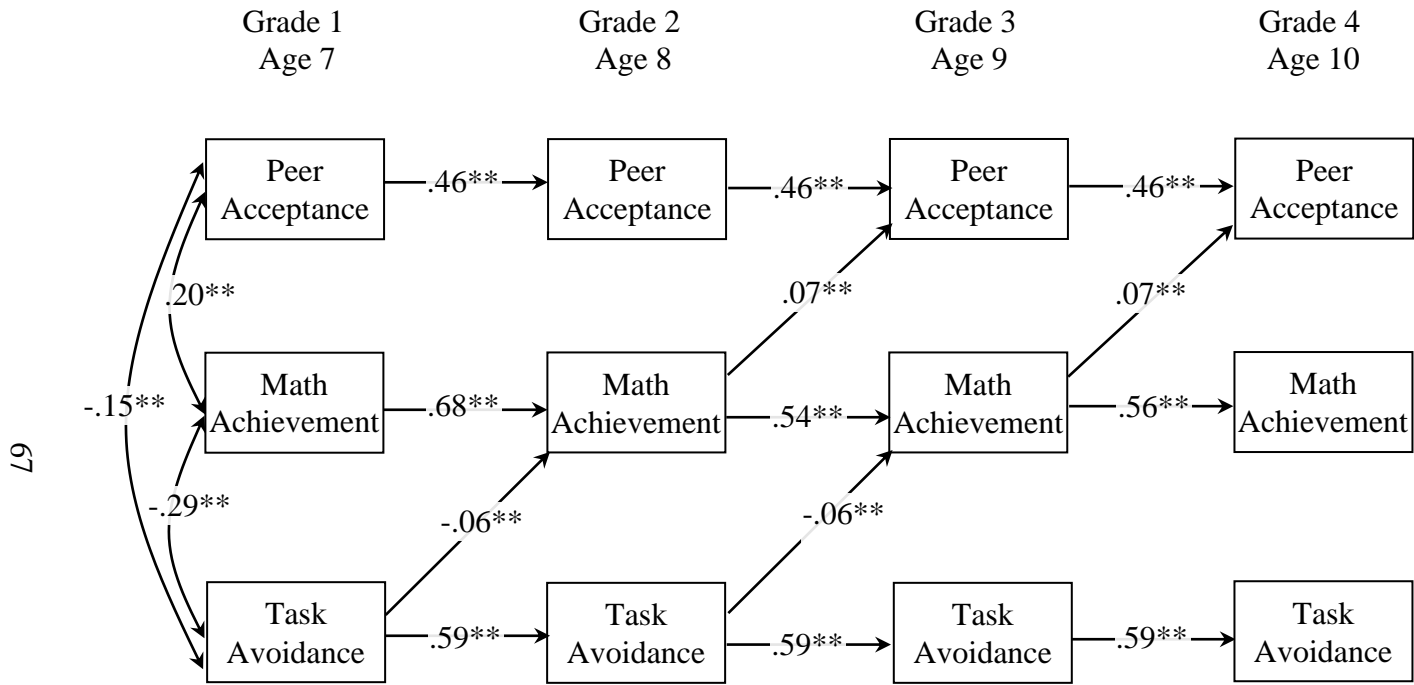 Grade 1
Age 7
Grade 2
Age 8
Grade 3
Age 9
Grade 4
Age 10
Peer
Acceptance
.46**
Peer
Acceptance
.46**
Peer
Acceptance
.46**
Peer
Acceptance
.20**
.07**
.07**
-.15**
Math
Achievement
.68**
Math
Achievement
.54**
Math
Achievement
.56**
Math
Achievement
-.29**
-.06**
-.06**
Task
Avoidance
.59**
Task
Avoidance
.59**
Task
Avoidance
.59**
Task
Avoidance
67